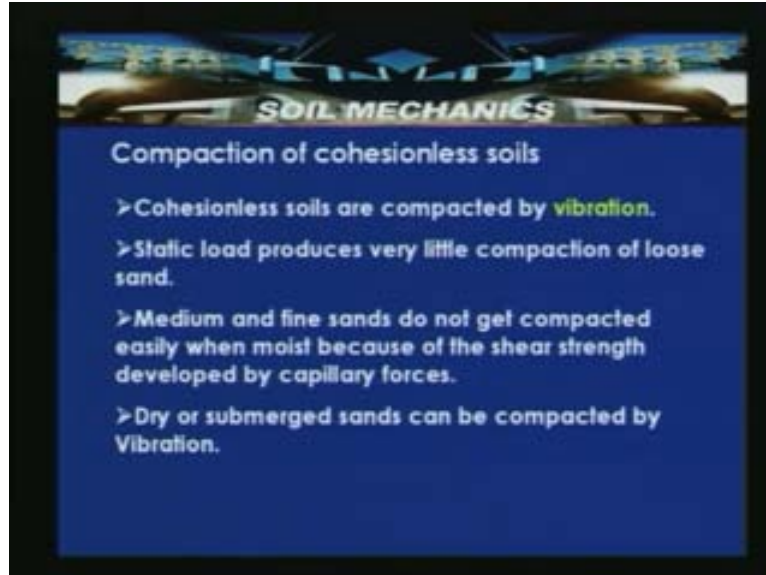 SOIL MECHANICS
Compaction of cohesionless soils
➢Cohesionless soils are compacted by vibration.
➢Static load produces very little compaction of loose
sand.
➢Medium and fine sands do not get compacted
easily when moist because of the shear strength
developed by capillary forces.
➢Dry or submerged sands can be compacted by
Vibration.